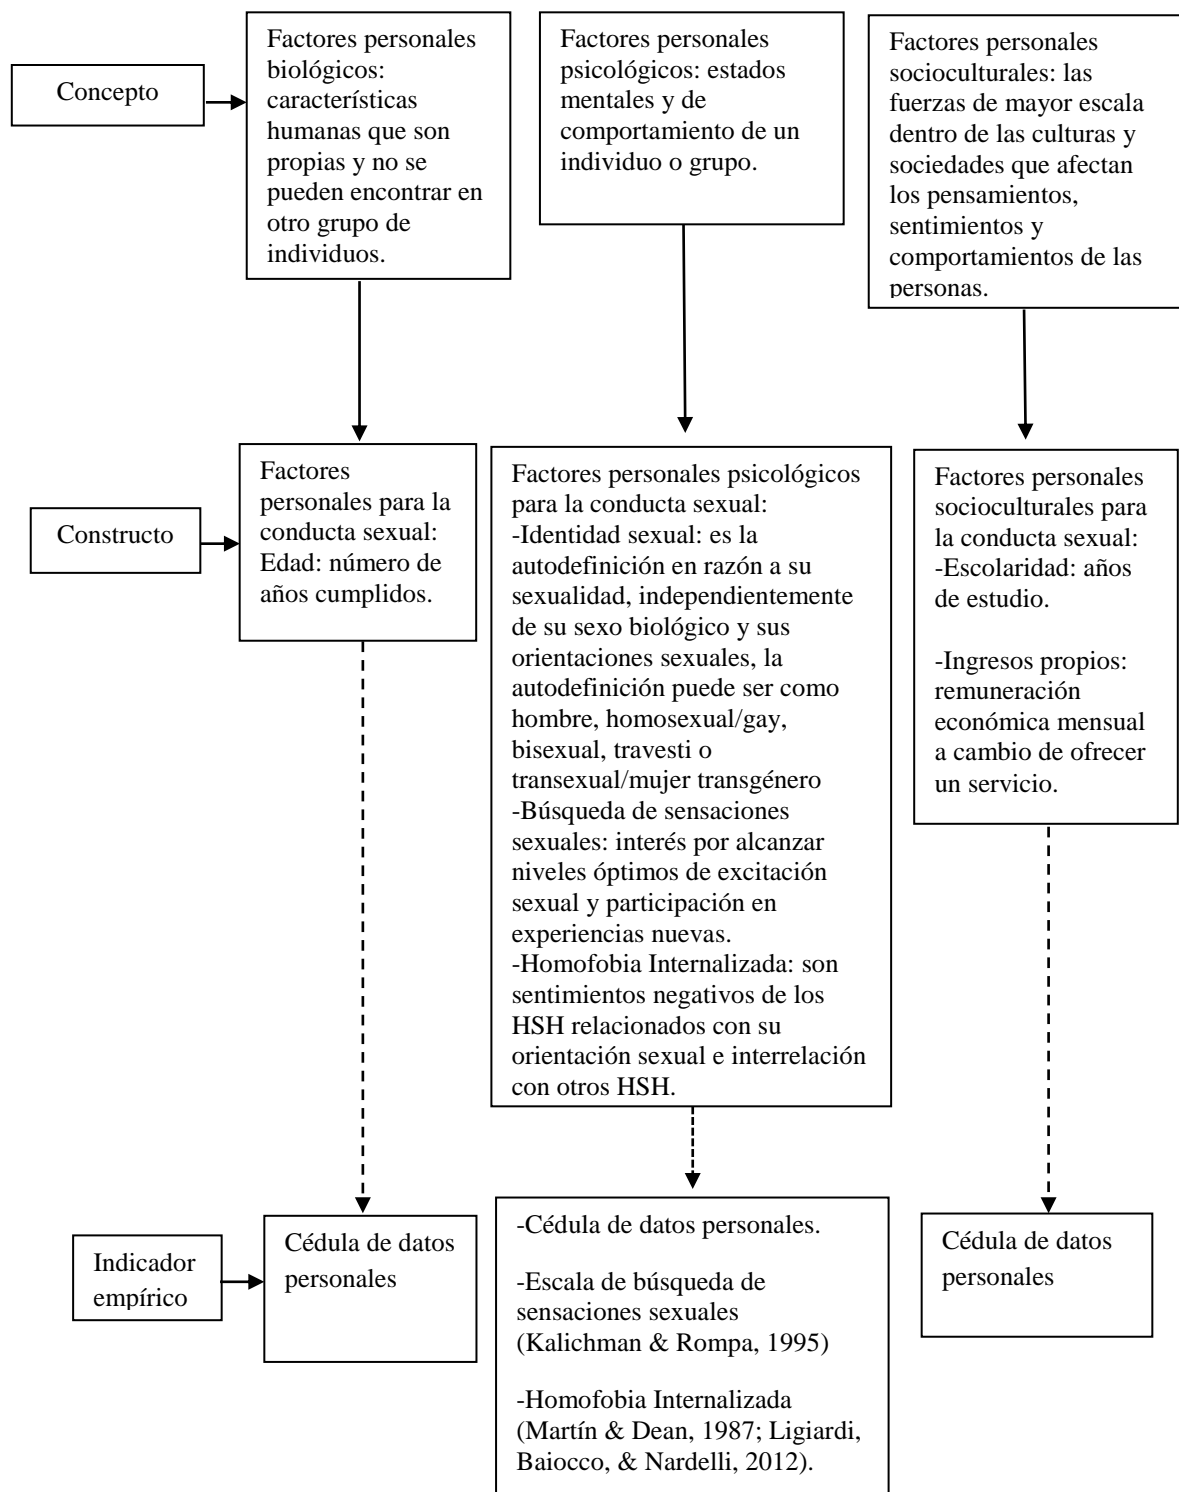 Concepto
Factores personales
biológicos:
características
humanas que son
propias y no se
pueden encontrar en
otro grupo de
individuos.
Factores personales
psicológicos: estados
mentales y de
comportamiento de un
individuo o grupo.
Factores personales
socioculturales: las
fuerzas de mayor escala
dentro de las culturas y
sociedades que afectan
los pensamientos,
sentimientos y
comportamientos de las
personas.
Constructo
Factores
personales para la
conducta sexual:
Edad: número de
años cumplidos.
Factores personales psicológicos
para la conducta sexual:
-Identidad sexual: es la
autodefinición en razón a su
sexualidad, independientemente
de su sexo biológico y sus
orientaciones sexuales, la
autodefinición puede ser como
hombre, homosexual/gay,
bisexual, travesti o
transexual/mujer transgénero
-Búsqueda de sensaciones
sexuales: interés por alcanzar
niveles óptimos de excitación
sexual y participación en
experiencias nuevas.
-Homofobia Internalizada: son
sentimientos negativos de los
HSH relacionados con su
orientación sexual e interrelación
con otros HSH.
Factores personales
socioculturales para
la conducta sexual:
-Escolaridad: años
de estudio.
-Ingresos propios:
remuneración
económica mensual
a cambio de ofrecer
un servicio.
Indicador
empírico
Cédula de datos
personales
-Cédula de datos personales.
-Escala de búsqueda de
sensaciones sexuales
(Kalichman & Rompa, 1995)
-Homofobia Internalizada
(Martín & Dean, 1987; Ligiardi,
Baiocco, & Nardelli, 2012).
Cédula de datos
personales